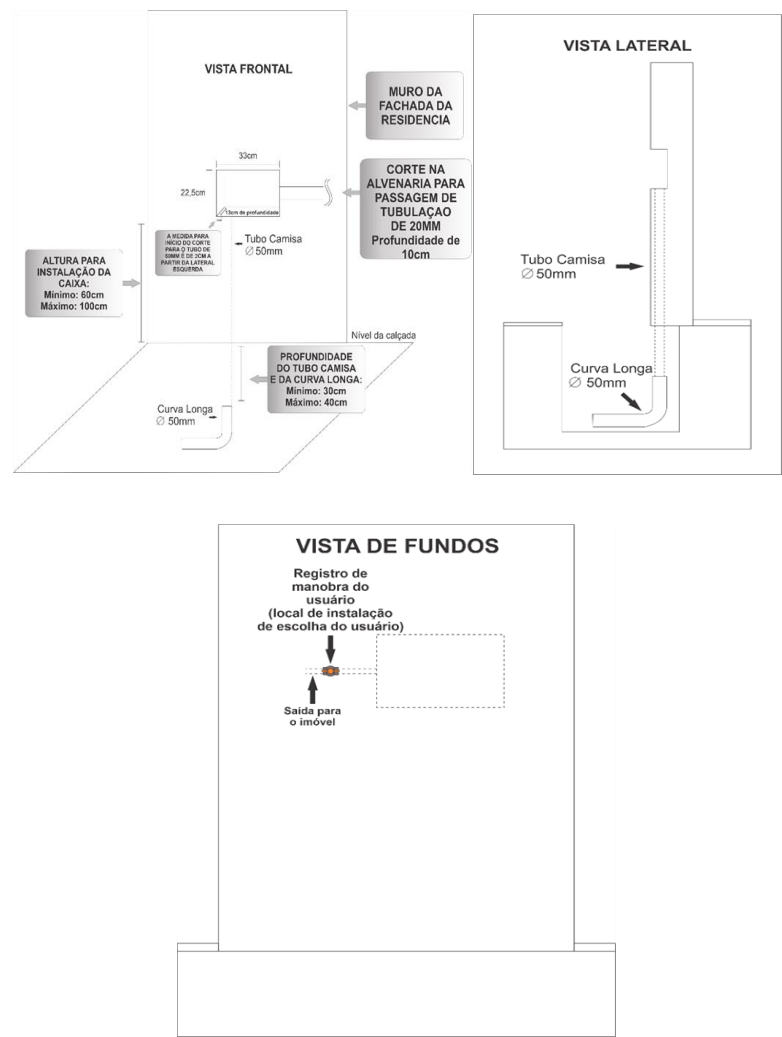 VISTA FRONTAL
MURO DA
FACHADA DA
RESIDENCIA
33cm
22,5cm
13cm de profundidade
CORTE NA
ALVENARIA PARA
PASSAGEM DE
TUBULAÇAO
DE 20MM
Profundidade de
10cm
A MEDIDA PARA
INÍCIO DO CORTE
PARA O TUBO DE
50MM É DE 2CM A
PARTIR DA LATERAL
ESQUERDA
Tubo Camisa
∅ 50mm
ALTURA PARA
INSTALAÇÃO DA
CAIXA:
Mínimo: 60cm
Máximo: 100cm
Nível da calçada
PROFUNDIDADE
DO TUBO CAMISA
E DA CURVA LONGA:
Mínimo: 30cm
Máximo: 40cm
Curva Longa
∅ 50mm
VISTA LATERAL
Tubo Camisa
∅ 50mm
Curva Longa
∅ 50mm
VISTA DE FUNDOS
Registro de
manobra do
usuário
(local de instalação
de escolha do usuário)
Saída para
o imóvel